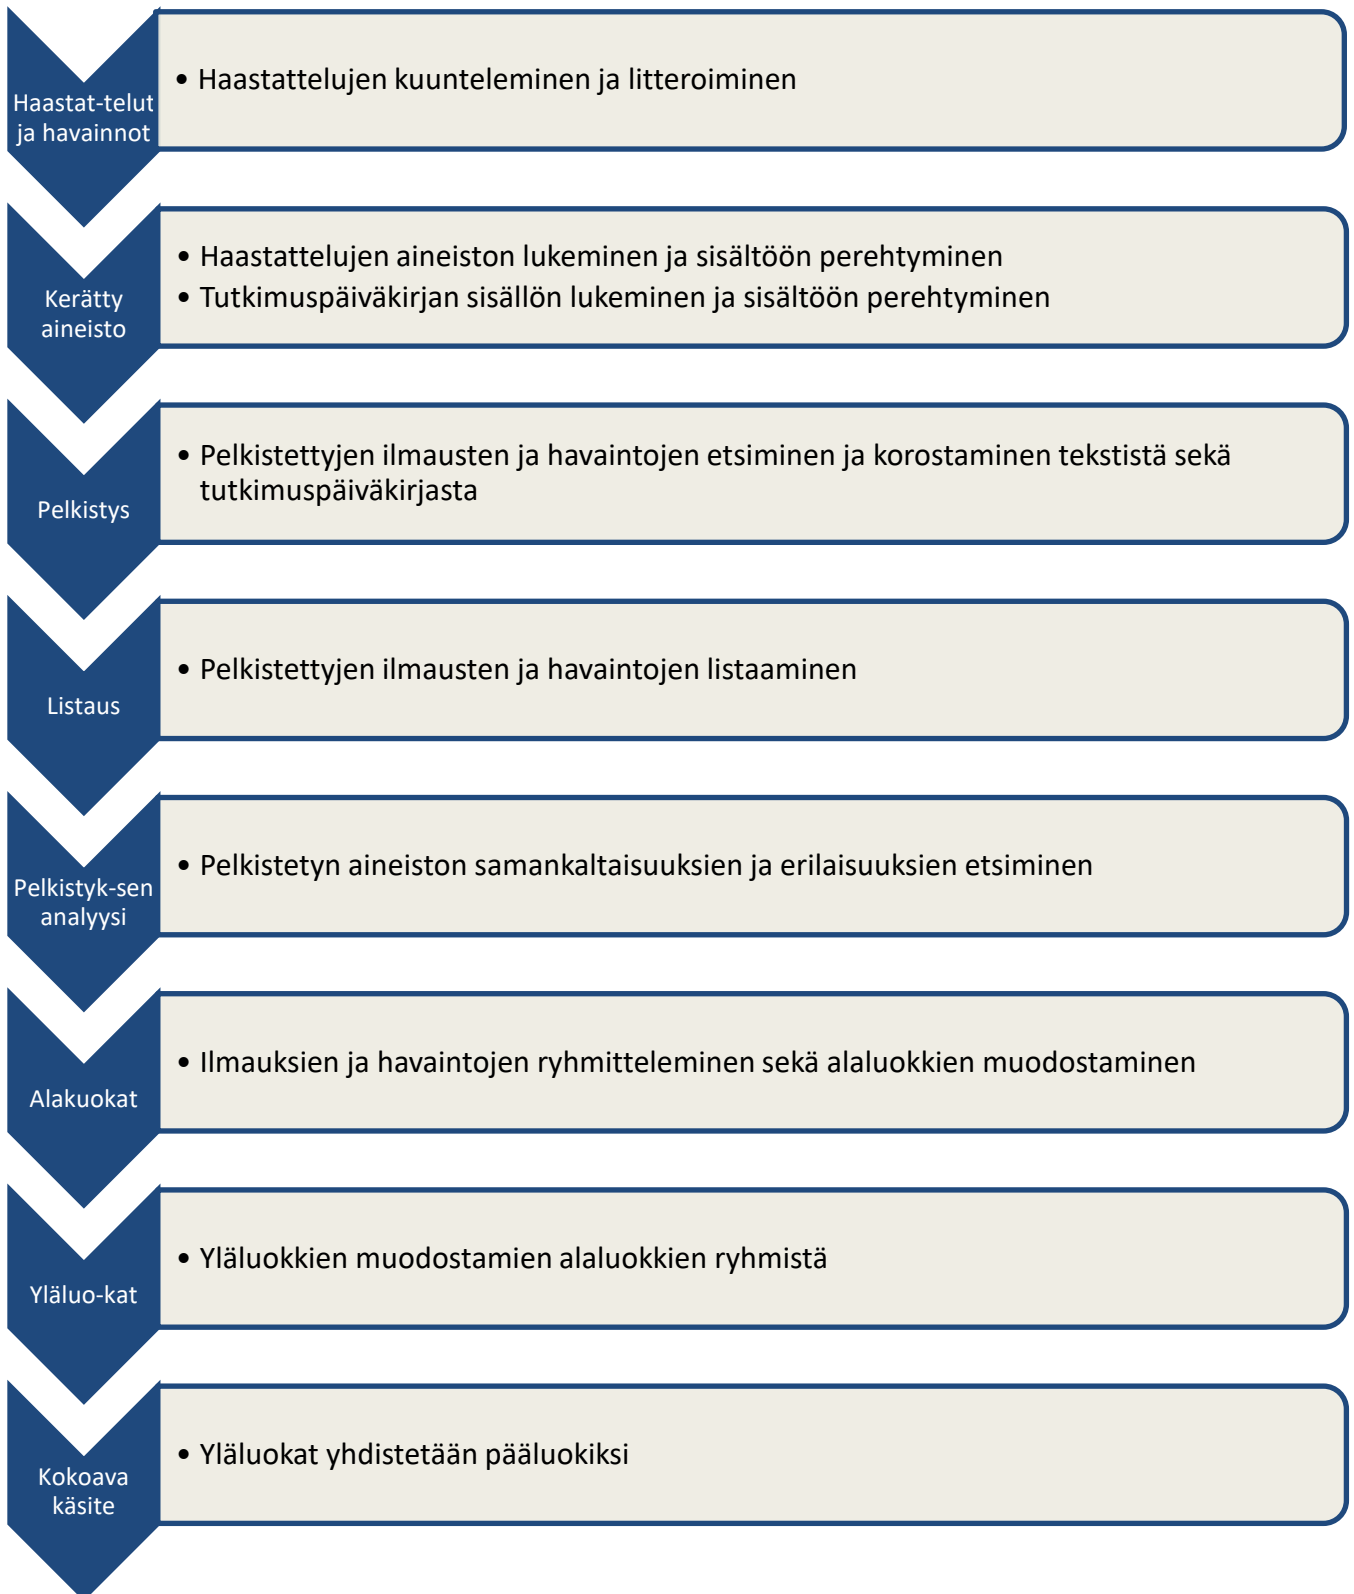 Haastat-telut
ja havainnot
• Haastattelujen kuunteleminen ja litteroiminen
Kerätty
aineisto
• Haastattelujen aineiston lukeminen ja sisältöön perehtyminen
• Tutkimuspäiväkirjan sisällön lukeminen ja sisältöön perehtyminen
Pelkistys
• Pelkistettyjen ilmausten ja havaintojen etsiminen ja korostaminen tekstistä sekä
tutkimuspäiväkirjasta
Listaus
• Pelkistettyjen ilmausten ja havaintojen listaaminen
Pelkistyk-sen
analyysi
• Pelkistetyn aineiston samankaltaisuuksien ja erilaisuuksien etsiminen
Alakuokat
• Ilmauksien ja havaintojen ryhmitteleminen sekä alaluokkien muodostaminen
Yläluo-kat
• Yläluokkien muodostamien alaluokkien ryhmistä
Kokoava
käsite
• Yläluokat yhdistetään pääluokiksi